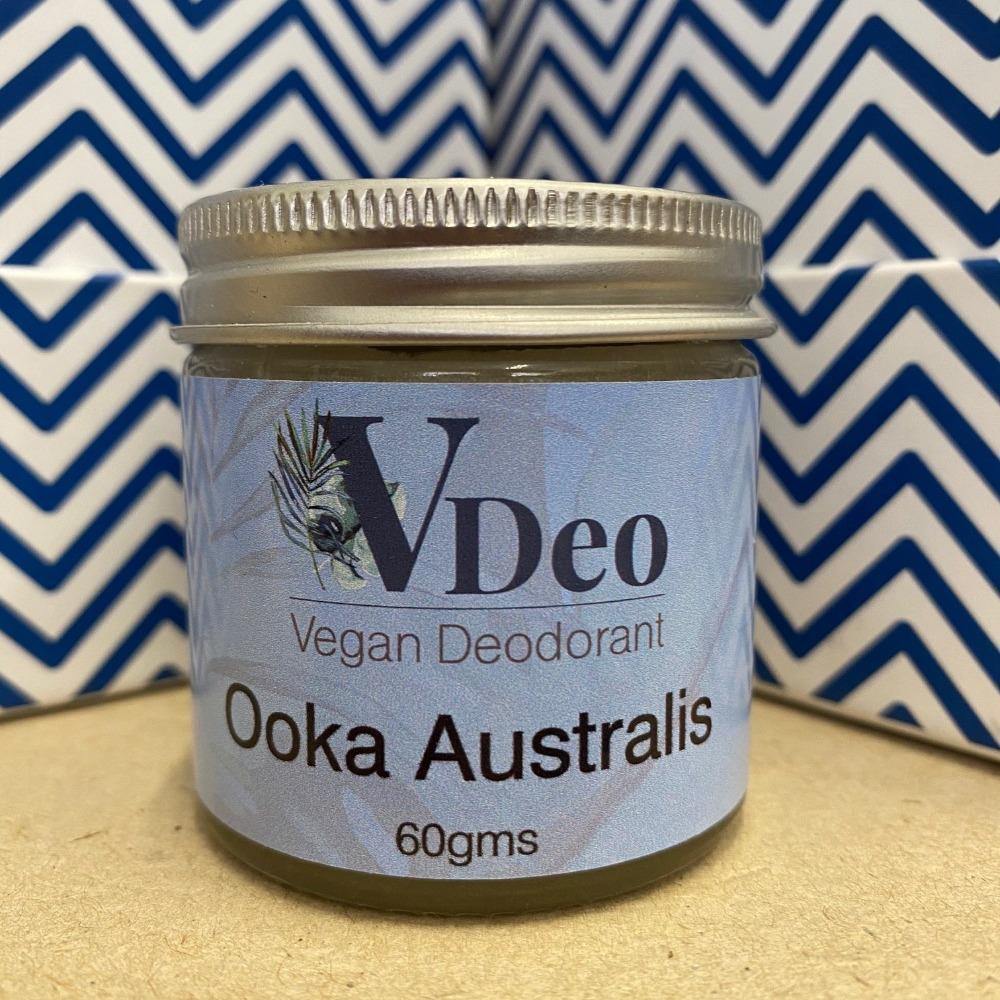 VDeo
Vegan Deodorant
Ooka Australis
60gms